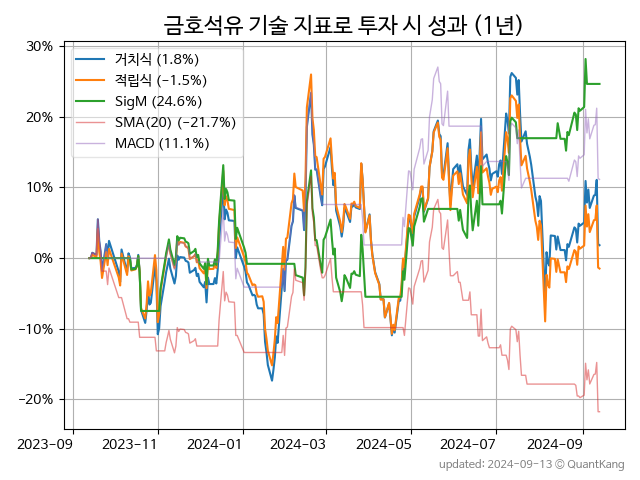 금호석유 기술 지표로 투자 시 성과 (1년)
30%
20%
10%
0%
−10%
−20%
거치식 (1.8%)
적립식 (−1.5%)
SigM (24.6%)
SMA(20) (−21.7%)
MACD (11.1%)
2023-09 2023-11 2024-01 2024-03 2024-05 2024-07 2024-09
updated: 2024-09-13 ⓒ QuantKang